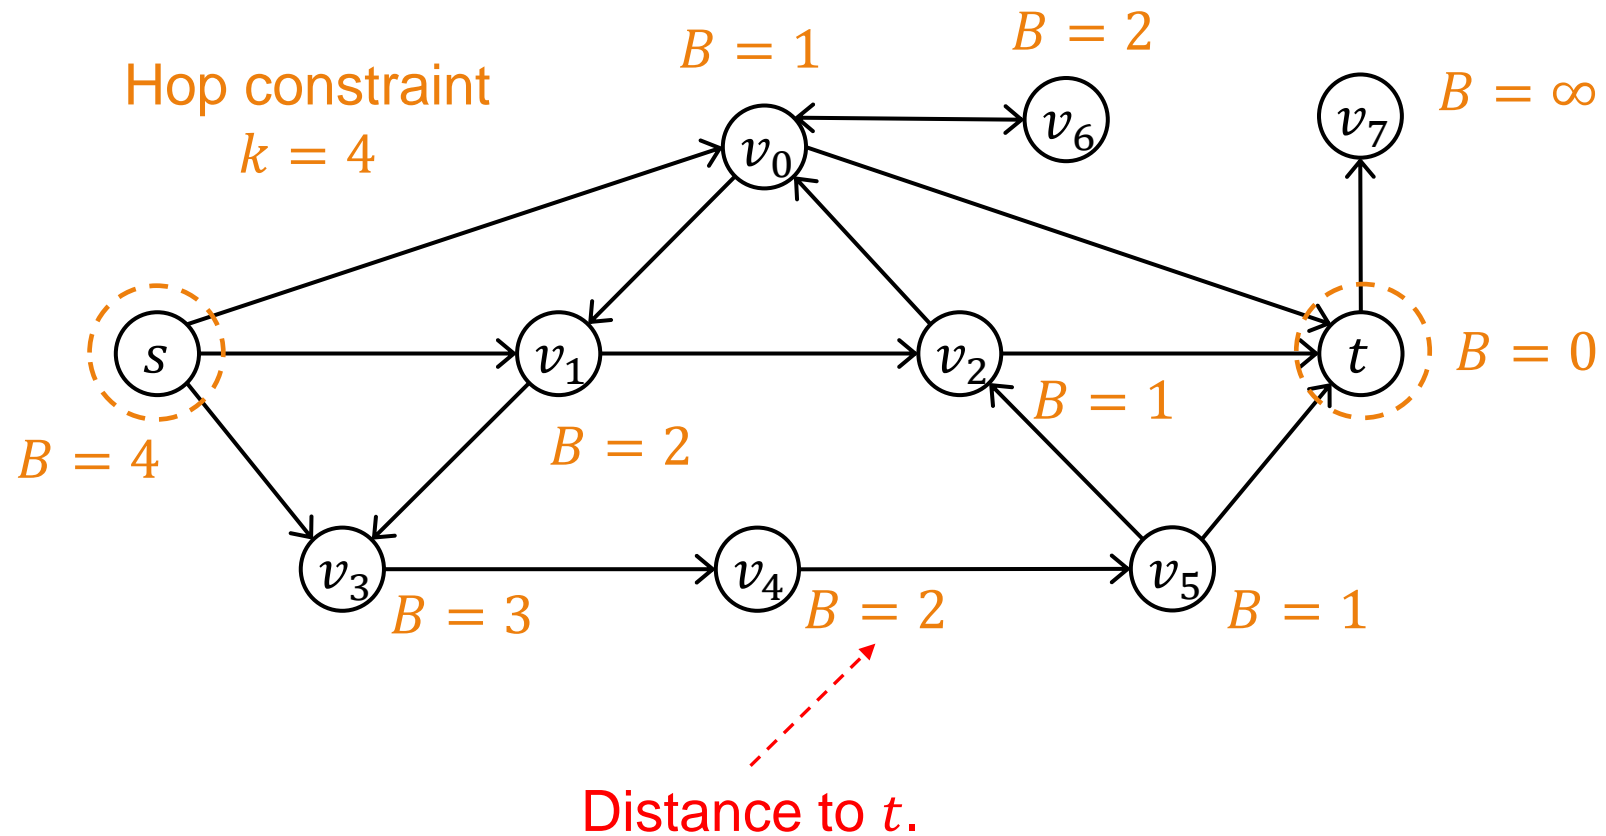 B = 2
B = 1
Hop constraint
k = 4
B = ∞
v₀
v₆
v₇
s
v₁
v₂
t
B = 0
B = 1
B = 4
B = 2
v₃
v₄
v₅
B = 3
B = 2
B = 1
Distance to t.